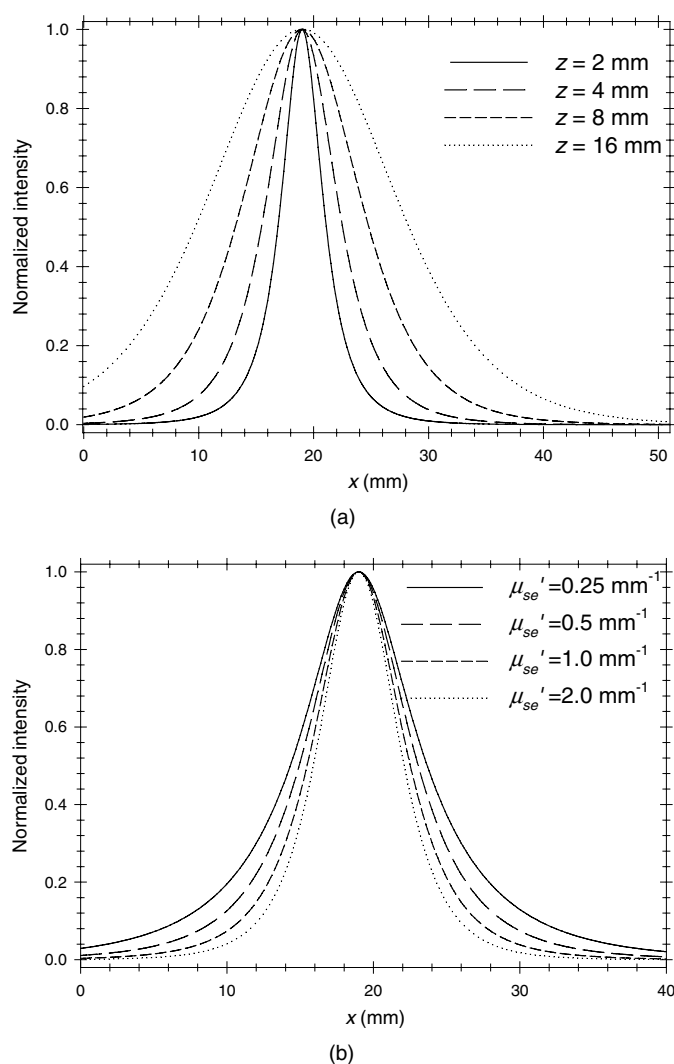 1.0
0.8
0.6
0.4
0.2
0.0
Normalized intensity
z = 2 mm
z = 4 mm
z = 8 mm
z = 16 mm
0 10 20 30 40 50
x (mm)
(a)
1.0
0.8
0.6
0.4
0.2
0.0
Normalized intensity
μse'=0.25 mm-1
μse'=0.5 mm-1
μse'=1.0 mm-1
μse'=2.0 mm-1
0 10 20 30 40
x (mm)
(b)